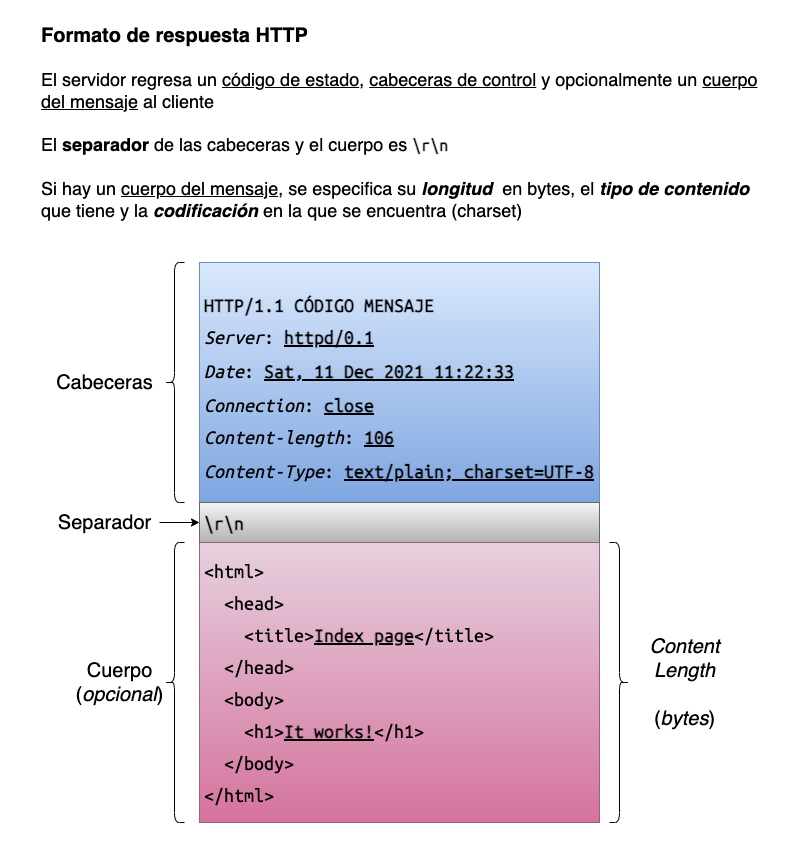 Formato de respuesta HTTP
El servidor regresa un código de estado, cabeceras de control y opcionalmente un cuerpo
del mensaje al cliente
El separador de las cabeceras y el cuerpo es \r\n
Si hay un cuerpo del mensaje, se especifica su longitud en bytes, el tipo de contenido
que tiene y la codificación en la que se encuentra (charset)
Cabeceras
HTTP/1.1 CÓDIGO MENSAJE
Server: httpd/0.1
Date: Sat, 11 Dec 2021 11:22:33
Connection: close
Content-length: 106
Content-Type: text/plain; charset=UTF-8
Separador
\r\n
Cuerpo
(opcional)
<html>
  <head>
    <title>Index page</title>
  </head>
  <body>
    <h1>It works!</h1>
  </body>
</html>
Content
Length
(bytes)